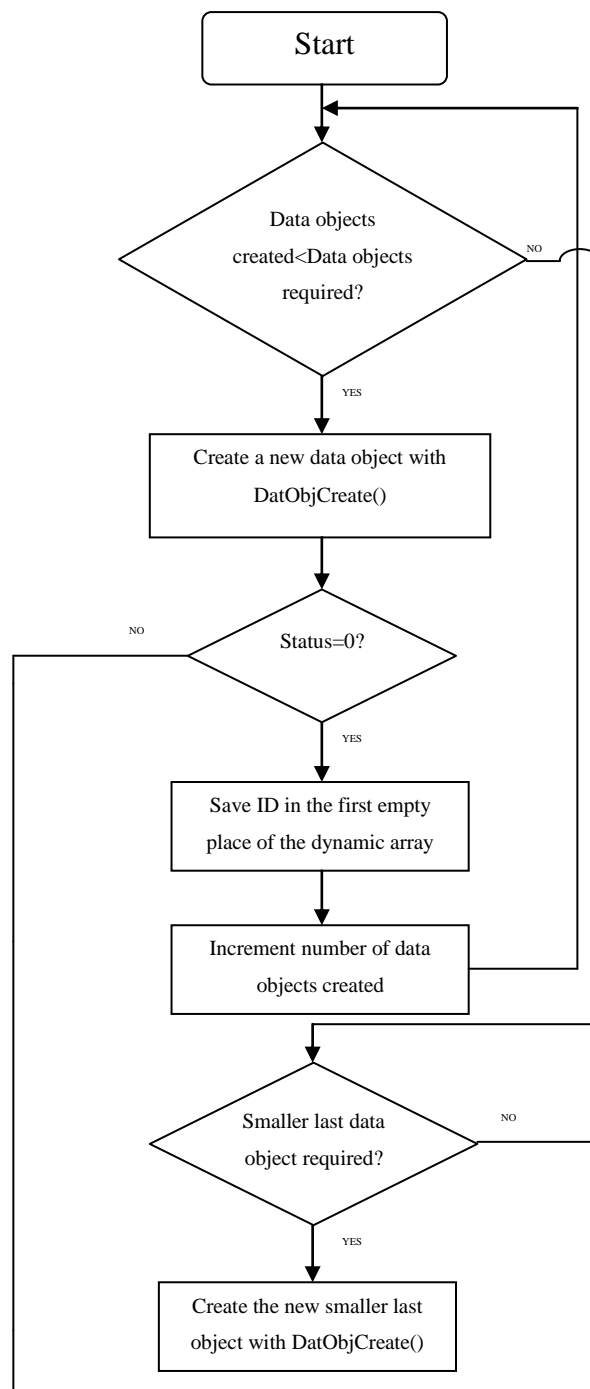 Start
Data objects
created<Data objects
required?
NO
YES
Create a new data object with
DatObjCreate()
NO
Status=0?
YES
Save ID in the first empty
place of the dynamic array
Increment number of data
objects created
Smaller last data
object required?
NO
YES
Create the new smaller last
object with DatObjCreate()